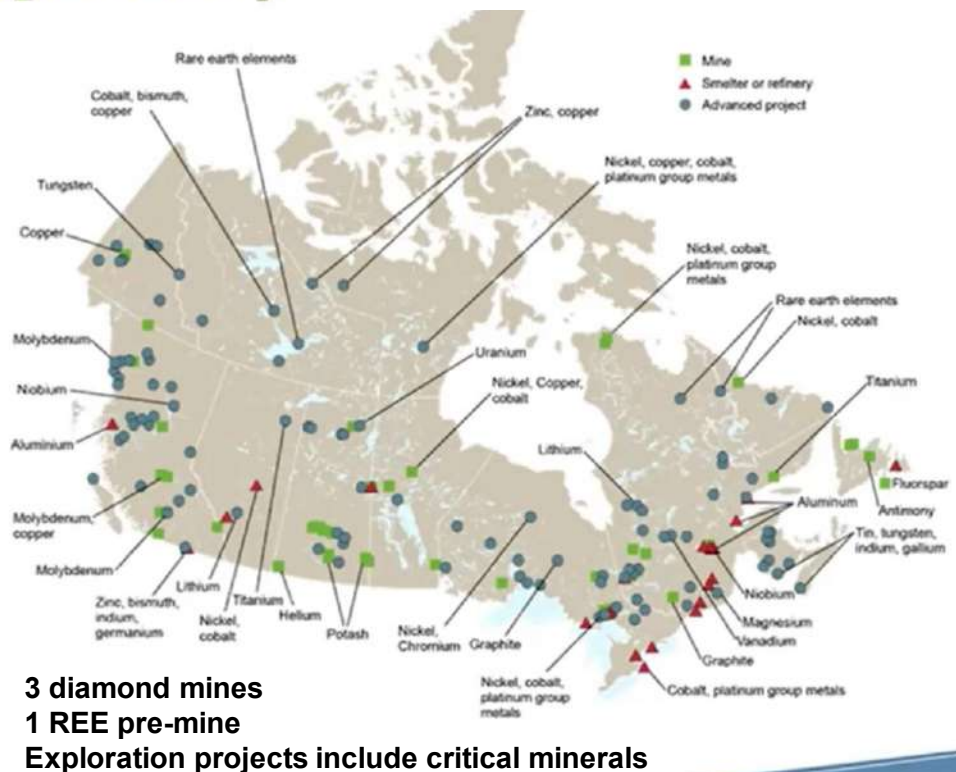 Rare earth elements
Mine
Smelter or refinery
Advanced project
Cobalt, bismuth,
copper
Zinc, copper
Nickel, copper, cobalt,
platinum group metals
Tungsten
Copper
Nickel, cobalt,
platinum group
metals
Rare earth elements
Nickel, cobalt
Molybdenum
Uranium
Nickel, Copper,
cobalt
Titanium
Niobium
Aluminium
Lithium
Fluorspar
Aluminum
Antimony
Molybdenum,
copper
Tin, tungsten,
indium, gallium
Molybdenum
Lithium
Titanium
Niobium
Zinc, bismuth,
indium,
germanium
Nickel,
cobalt
Helium
Potash
Nickel,
Chromium
Graphite
Magnesium
Vanadium
Graphite
Nickel, cobalt,
platinum group
metals
Cobalt, platinum group metals
3 diamond mines
1 REE pre-mine
Exploration projects include critical minerals